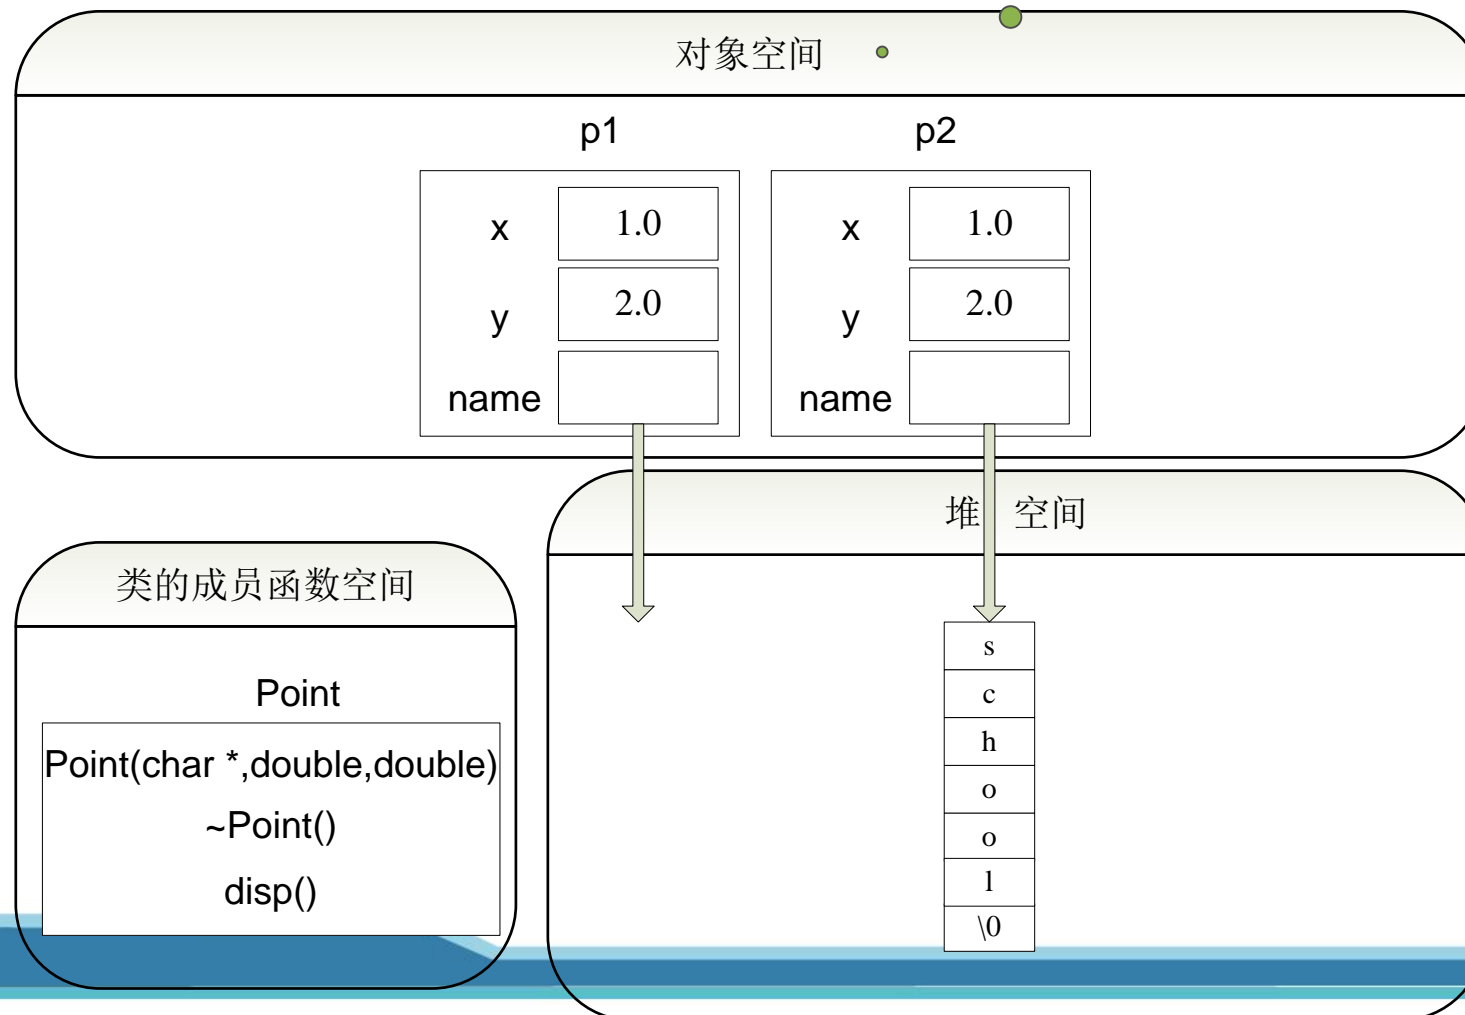 对象空间
p1 p2
x 1.0 x 1.0
y 2.0 y 2.0
name name
堆 空间
类的成员函数空间
Point
Point(char *,double,double)
~Point()
disp()
s
c
h
o
o
l
\0